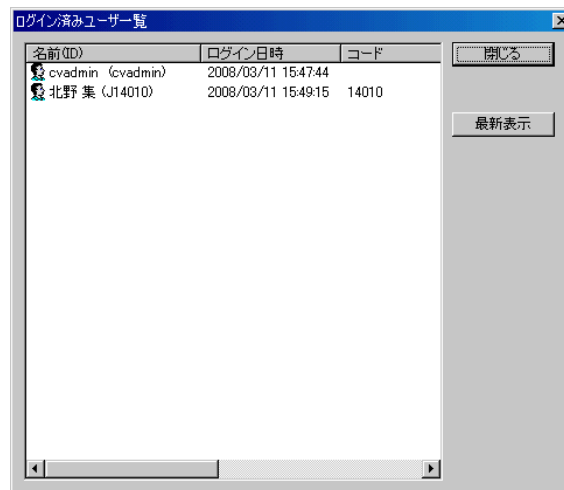 ログイン済みユーザー一覧
名前(ID) ログイン日時 コード
cvadmin (cvadmin) 2008/03/11 15:47:44
北野 集 (J14010) 2008/03/11 15:49:15 14010
閉じる
最新表示